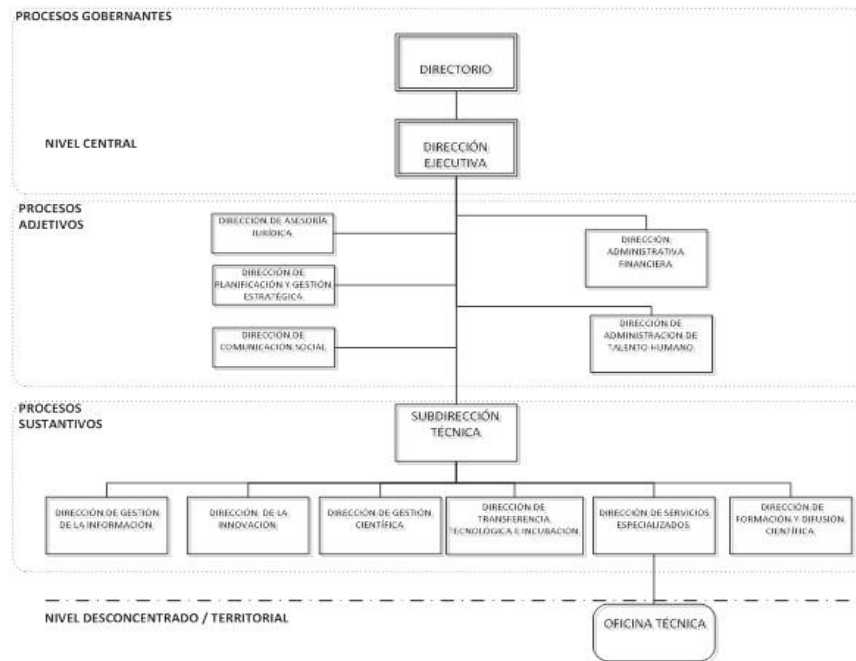 PROCESOS GOBERNANTES
DIRECTORIO
NIVEL CENTRAL
DIRECCIÓN
EJECUTIVA
PROCESOS
ADJETIVOS
DIRECCIÓN DE ASESORÍA
JURÍDICA
DIRECCIÓN
ADMINISTRATIVA
FINANCIERA
DIRECCIÓN DE
PLANIFICACIÓN Y GESTIÓN
ESTRATÉGICA
DIRECCIÓN DE
COMUNICACIÓN SOCIAL
DIRECCIÓN DE
ADMINISTRACIÓN DE
TALENTO HUMANO
PROCESOS
SUSTANTIVOS
SUBDIRECCIÓN
TÉCNICA
DIRECCIÓN DE GESTIÓN
DE LA INFORMACIÓN
DIRECCIÓN DE LA
INNOVACIÓN
DIRECCIÓN DE GESTIÓN
CIENTÍFICA
DIRECCIÓN DE
TRANSFERENCIA
TECNOLÓGICA E INCUBACIÓN
DIRECCIÓN DE SERVICIOS
ESPECIALIZADOS
DIRECCIÓN DE
FORMACIÓN Y DIFUSIÓN
CIENTÍFICA
NIVEL DESCONCENTRADO / TERRITORIAL
OFICINA TÉCNICA